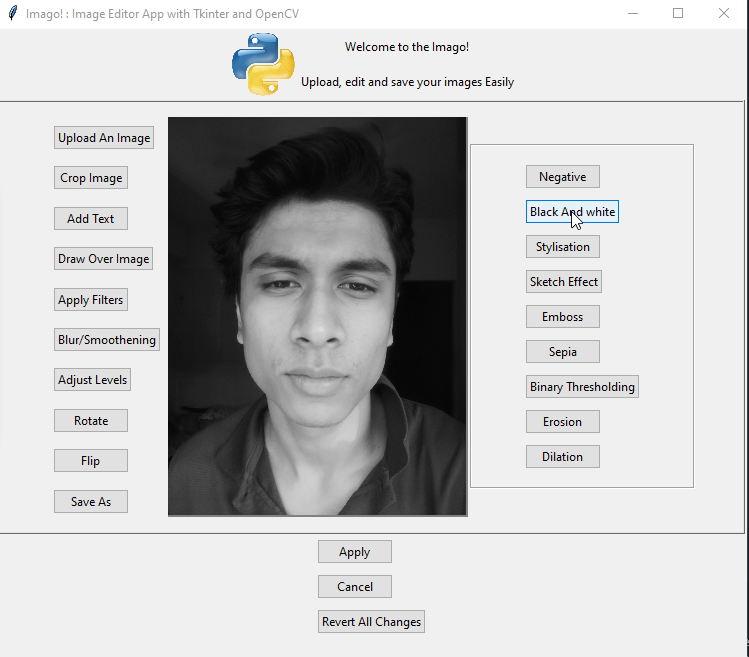 Imago! : Image Editor App with Tkinter and OpenCV
Welcome to the Imago!
Upload, edit and save your images Easily
Upload An Image
Crop Image
Add Text
Draw Over Image
Apply Filters
Blur/Smoothening
Adjust Levels
Rotate
Flip
Save As
Negative
Black And white
Stylisation
Sketch Effect
Emboss
Sepia
Binary Thresholding
Erosion
Dilation
Apply
Cancel
Revert All Changes